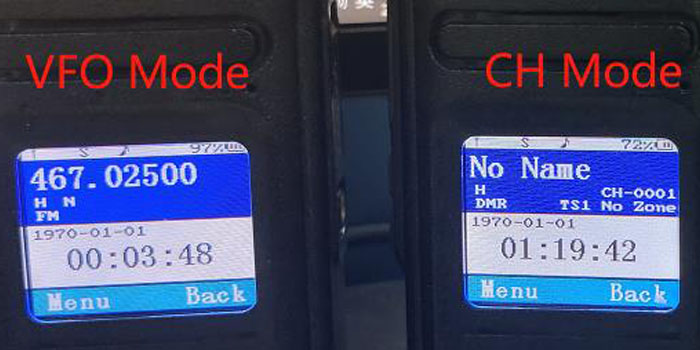 VFO Mode
97%
467.02500
H N
FM
1970-01-01
00:03:48
Menu Back
CH Mode
S 72%
No Name
H CH-0001
DMR TS1 No Zone
1970-01-01
01:19:42
Menu Back